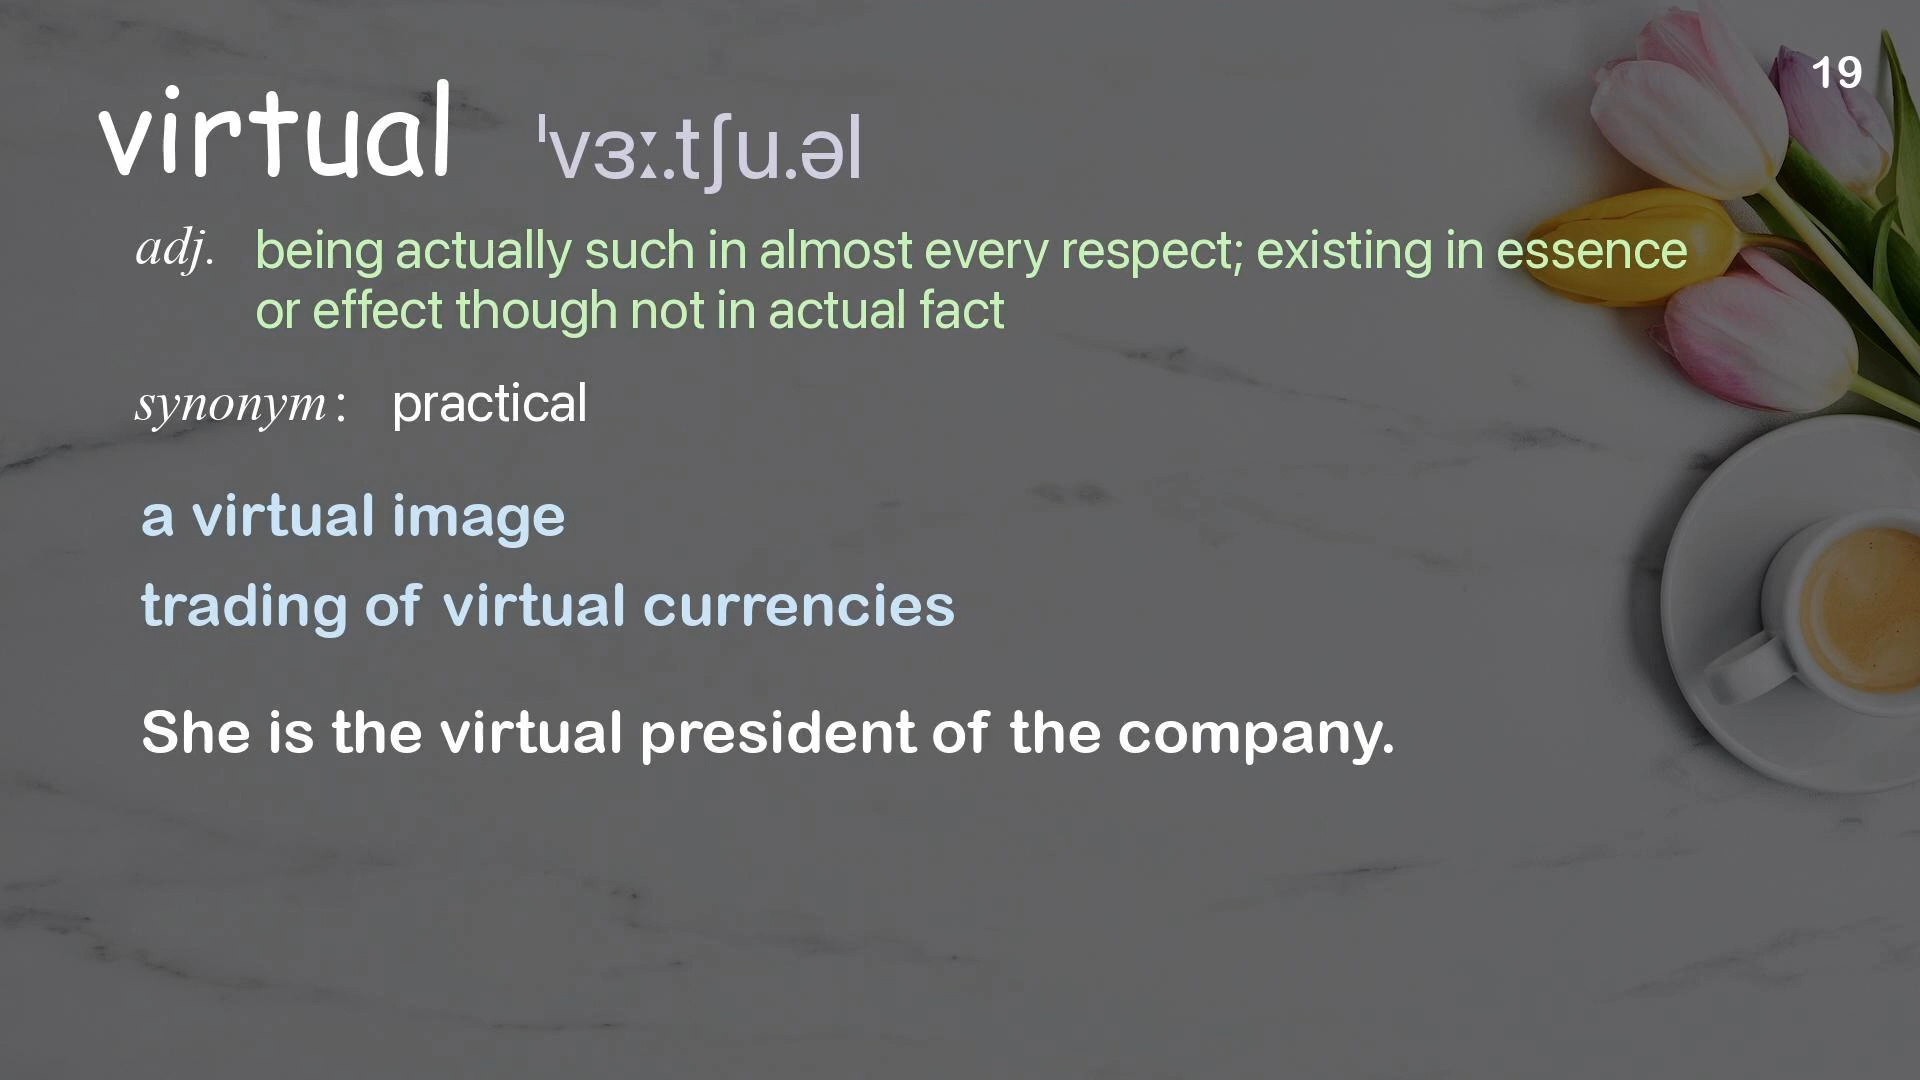 19
virtual ˈvɜː.tʃu.əl
adj. being actually such in almost every respect; existing in essence
or effect though not in actual fact
synonym: practical
a virtual image
trading of virtual currencies
She is the virtual president of the company.